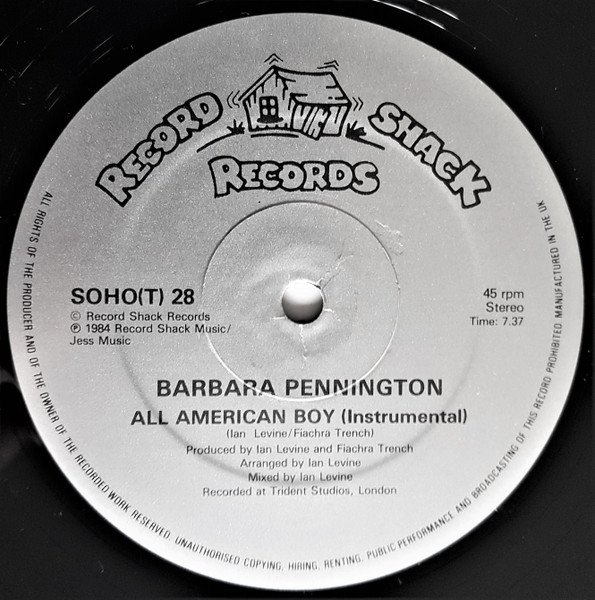 RECORD SHACK
RECORDS
SOHO(T) 28
© Record Shack Records
℗ 1984 Record Shack Music/
Jess Music
45 rpm
Stereo
Time: 7.37
BARBARA PENNINGTON
ALL AMERICAN BOY (Instrumental)
(Ian Levine/Fiachra Trench)
Produced by Ian Levine and Fiachra Trench
Arranged by Ian Levine
Mixed by Ian Levine
Recorded at Trident Studios, London
ALL RIGHTS OF THE PRODUCER AND OF THE OWNER OF THE RECORDED WORK RESERVED. UNAUTHORISED COPYING, HIRING, RENTING, PUBLIC PERFORMANCE AND BROADCASTING OF THIS RECORD PROHIBITED MANUFACTURED IN THE UK